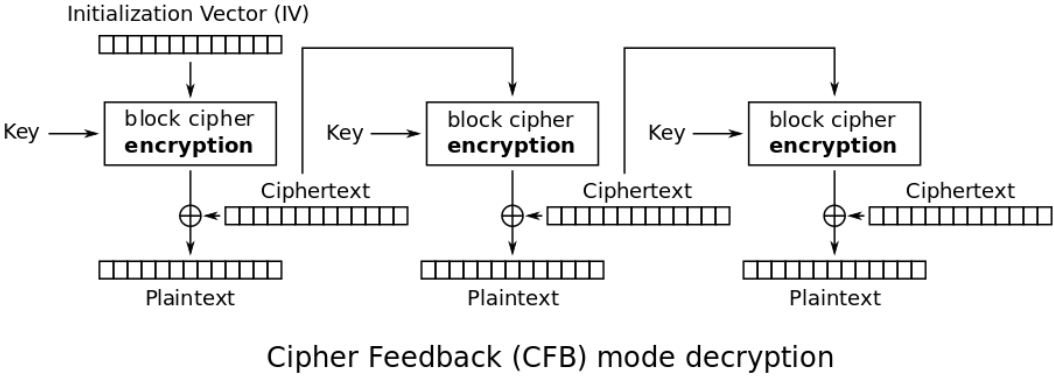 Initialization Vector (IV)
Key
block cipher
encryption
Ciphertext
Plaintext
Key
block cipher
encryption
Ciphertext
Plaintext
Key
block cipher
encryption
Ciphertext
Plaintext
Cipher Feedback (CFB) mode decryption